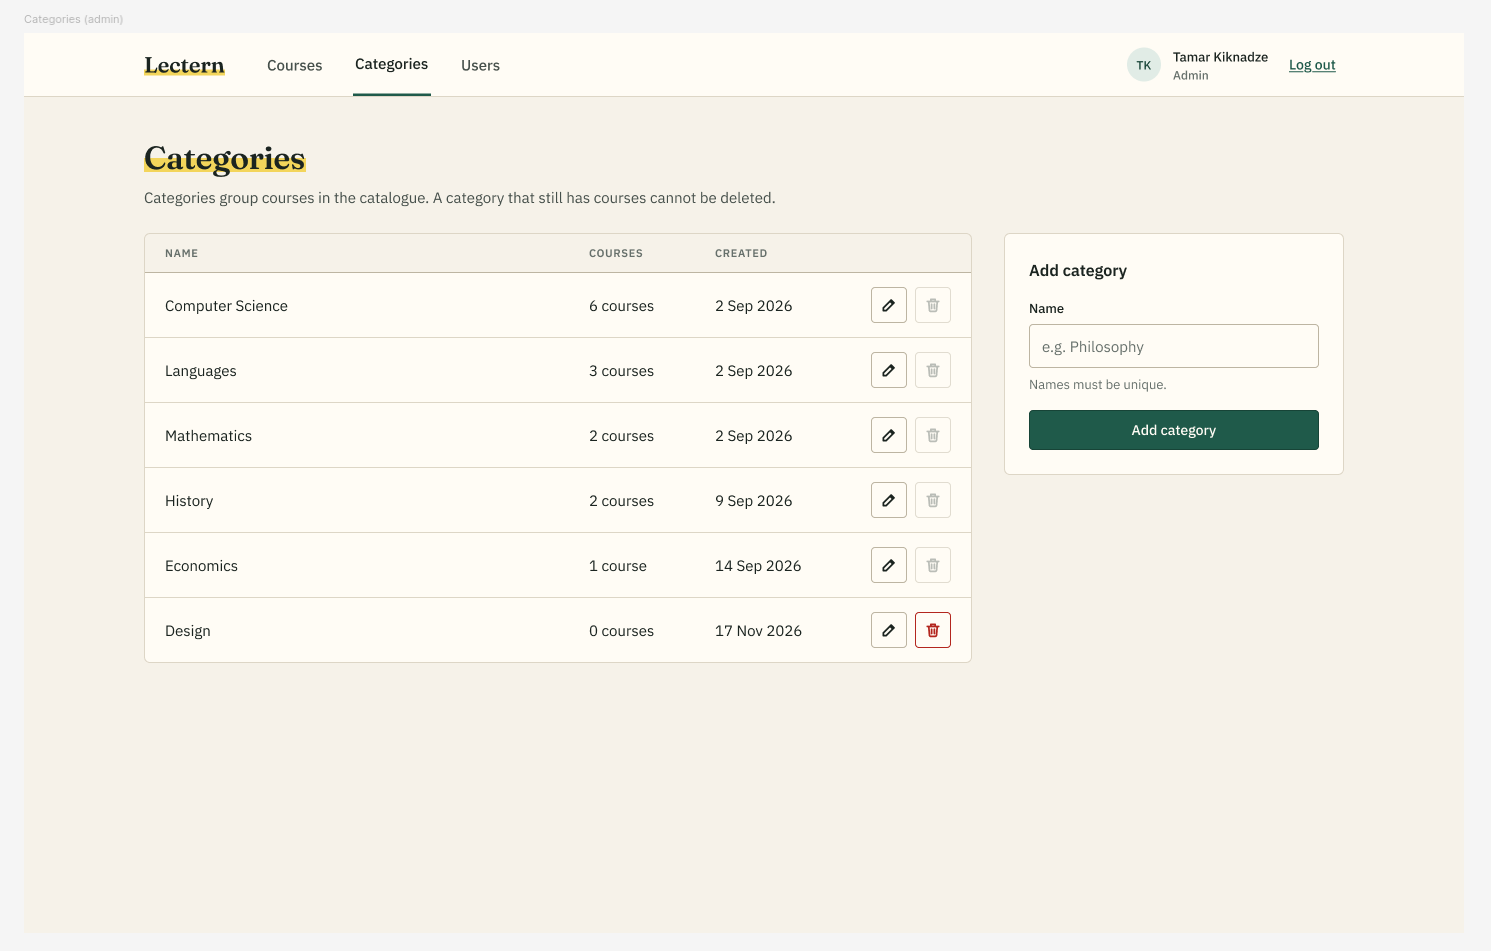 Categories (admin)
Lectern
Courses
Categories
Users
TK
Tamar Kiknadze
Admin
Log out
Categories
Categories group courses in the catalogue. A category that still has courses cannot be deleted.
NAME COURSES CREATED
Computer Science 6 courses 2 Sep 2026
Languages 3 courses 2 Sep 2026
Mathematics 2 courses 2 Sep 2026
History 2 courses 9 Sep 2026
Economics 1 course 14 Sep 2026
Design 0 courses 17 Nov 2026
Add category
Name
e.g. Philosophy
Names must be unique.
Add category